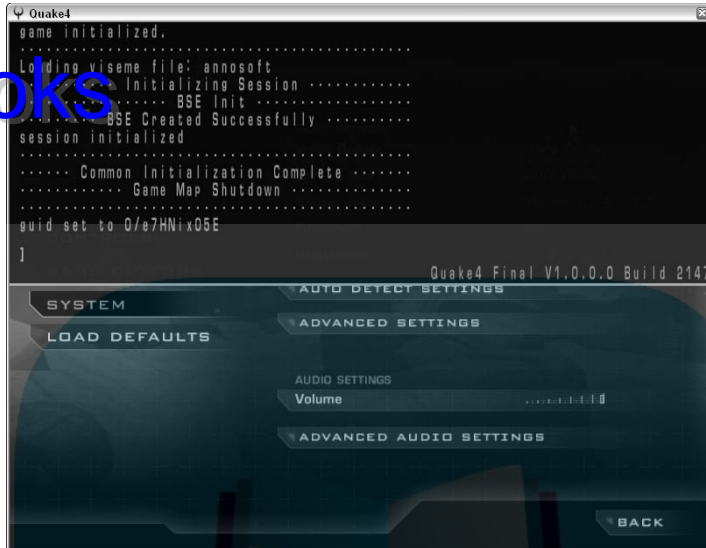 Quake4
game initialized.
Loading viseme file: annosoft
Initializing Session
BSE Init
BSE Created Successfully
session initialized
Common Initialization Complete
Game Map Shutdown
guid set to 0/e7HNix05E
]
Quake4 Final V1.0.0.0 Build 2147
oks
AUTO DETECT SETTINGS
SYSTEM
ADVANCED SETTINGS
LOAD DEFAULTS
AUDIO SETTINGS
Volume
ADVANCED AUDIO SETTINGS
BACK